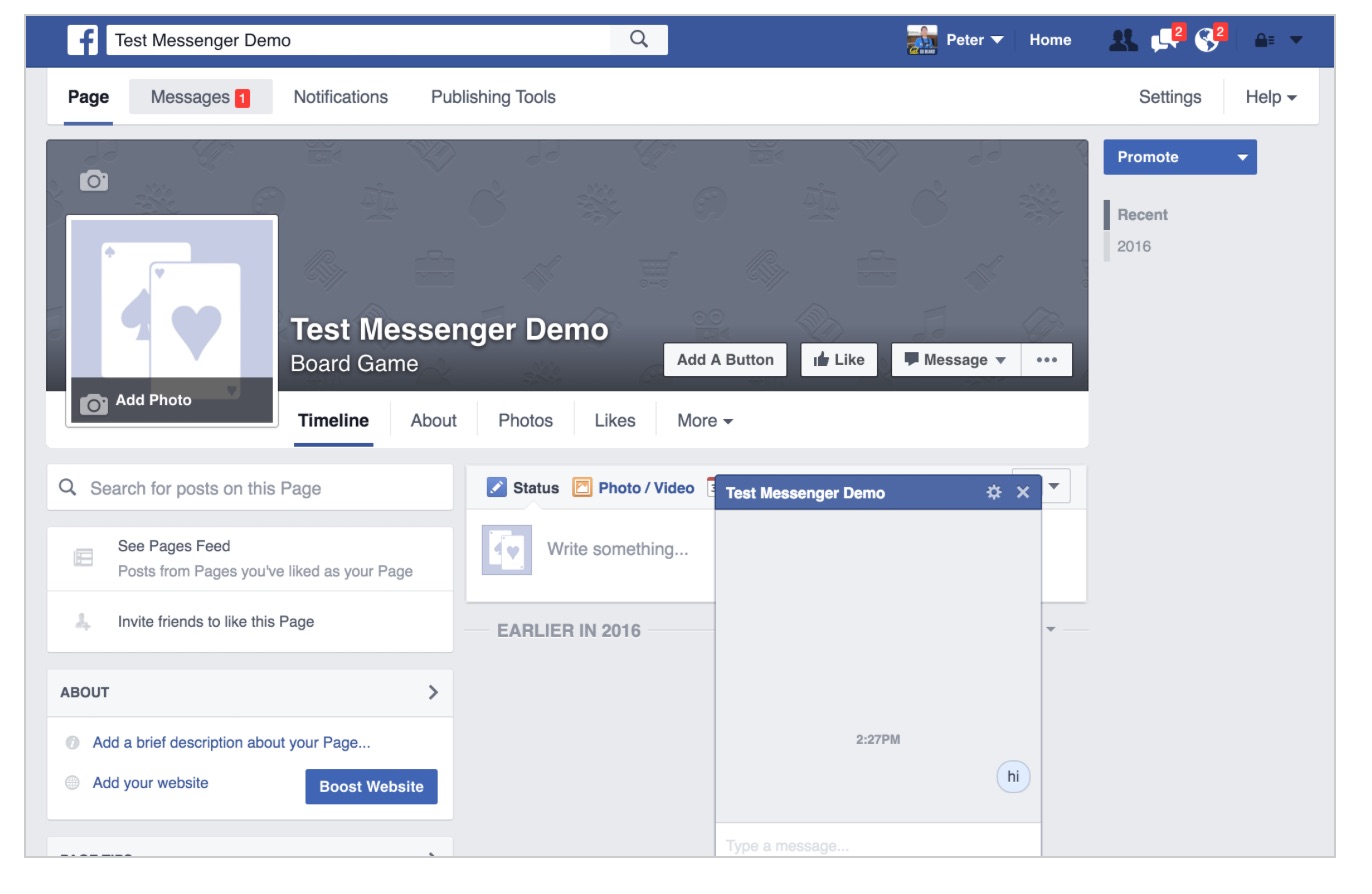 f
Test Messenger Demo
Peter
Home
2
2
Page
Messages 1
Notifications
Publishing Tools
Settings
Help
Test Messenger Demo
Board Game
Add Photo
Add A Button
Like
Message
Promote
Recent
2016
Timeline
About
Photos
Likes
More
Search for posts on this Page
See Pages Feed
Posts from Pages you've liked as your Page
Invite friends to like this Page
ABOUT
Add a brief description about your Page...
Add your website
Boost Website
Status
Photo / Video
Write something...
EARLIER IN 2016
Test Messenger Demo
2:27PM
hi
Type a message...